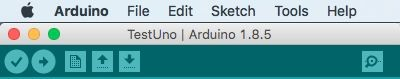 Arduino File Edit Sketch Tools Help
TestUno | Arduino 1.8.5